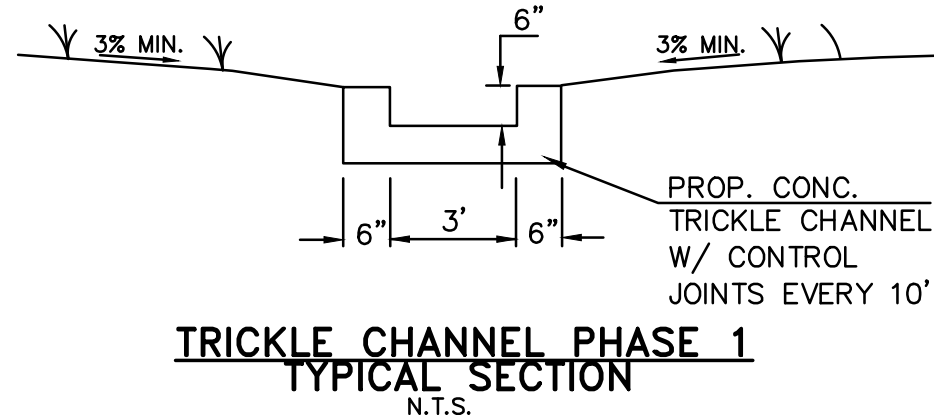 6"
3% MIN.
3% MIN.
6"
3'
6"
PROP. CONC.
TRICKLE CHANNEL
W/ CONTROL
JOINTS EVERY 10'
TRICKLE CHANNEL PHASE 1
TYPICAL SECTION
N.T.S.